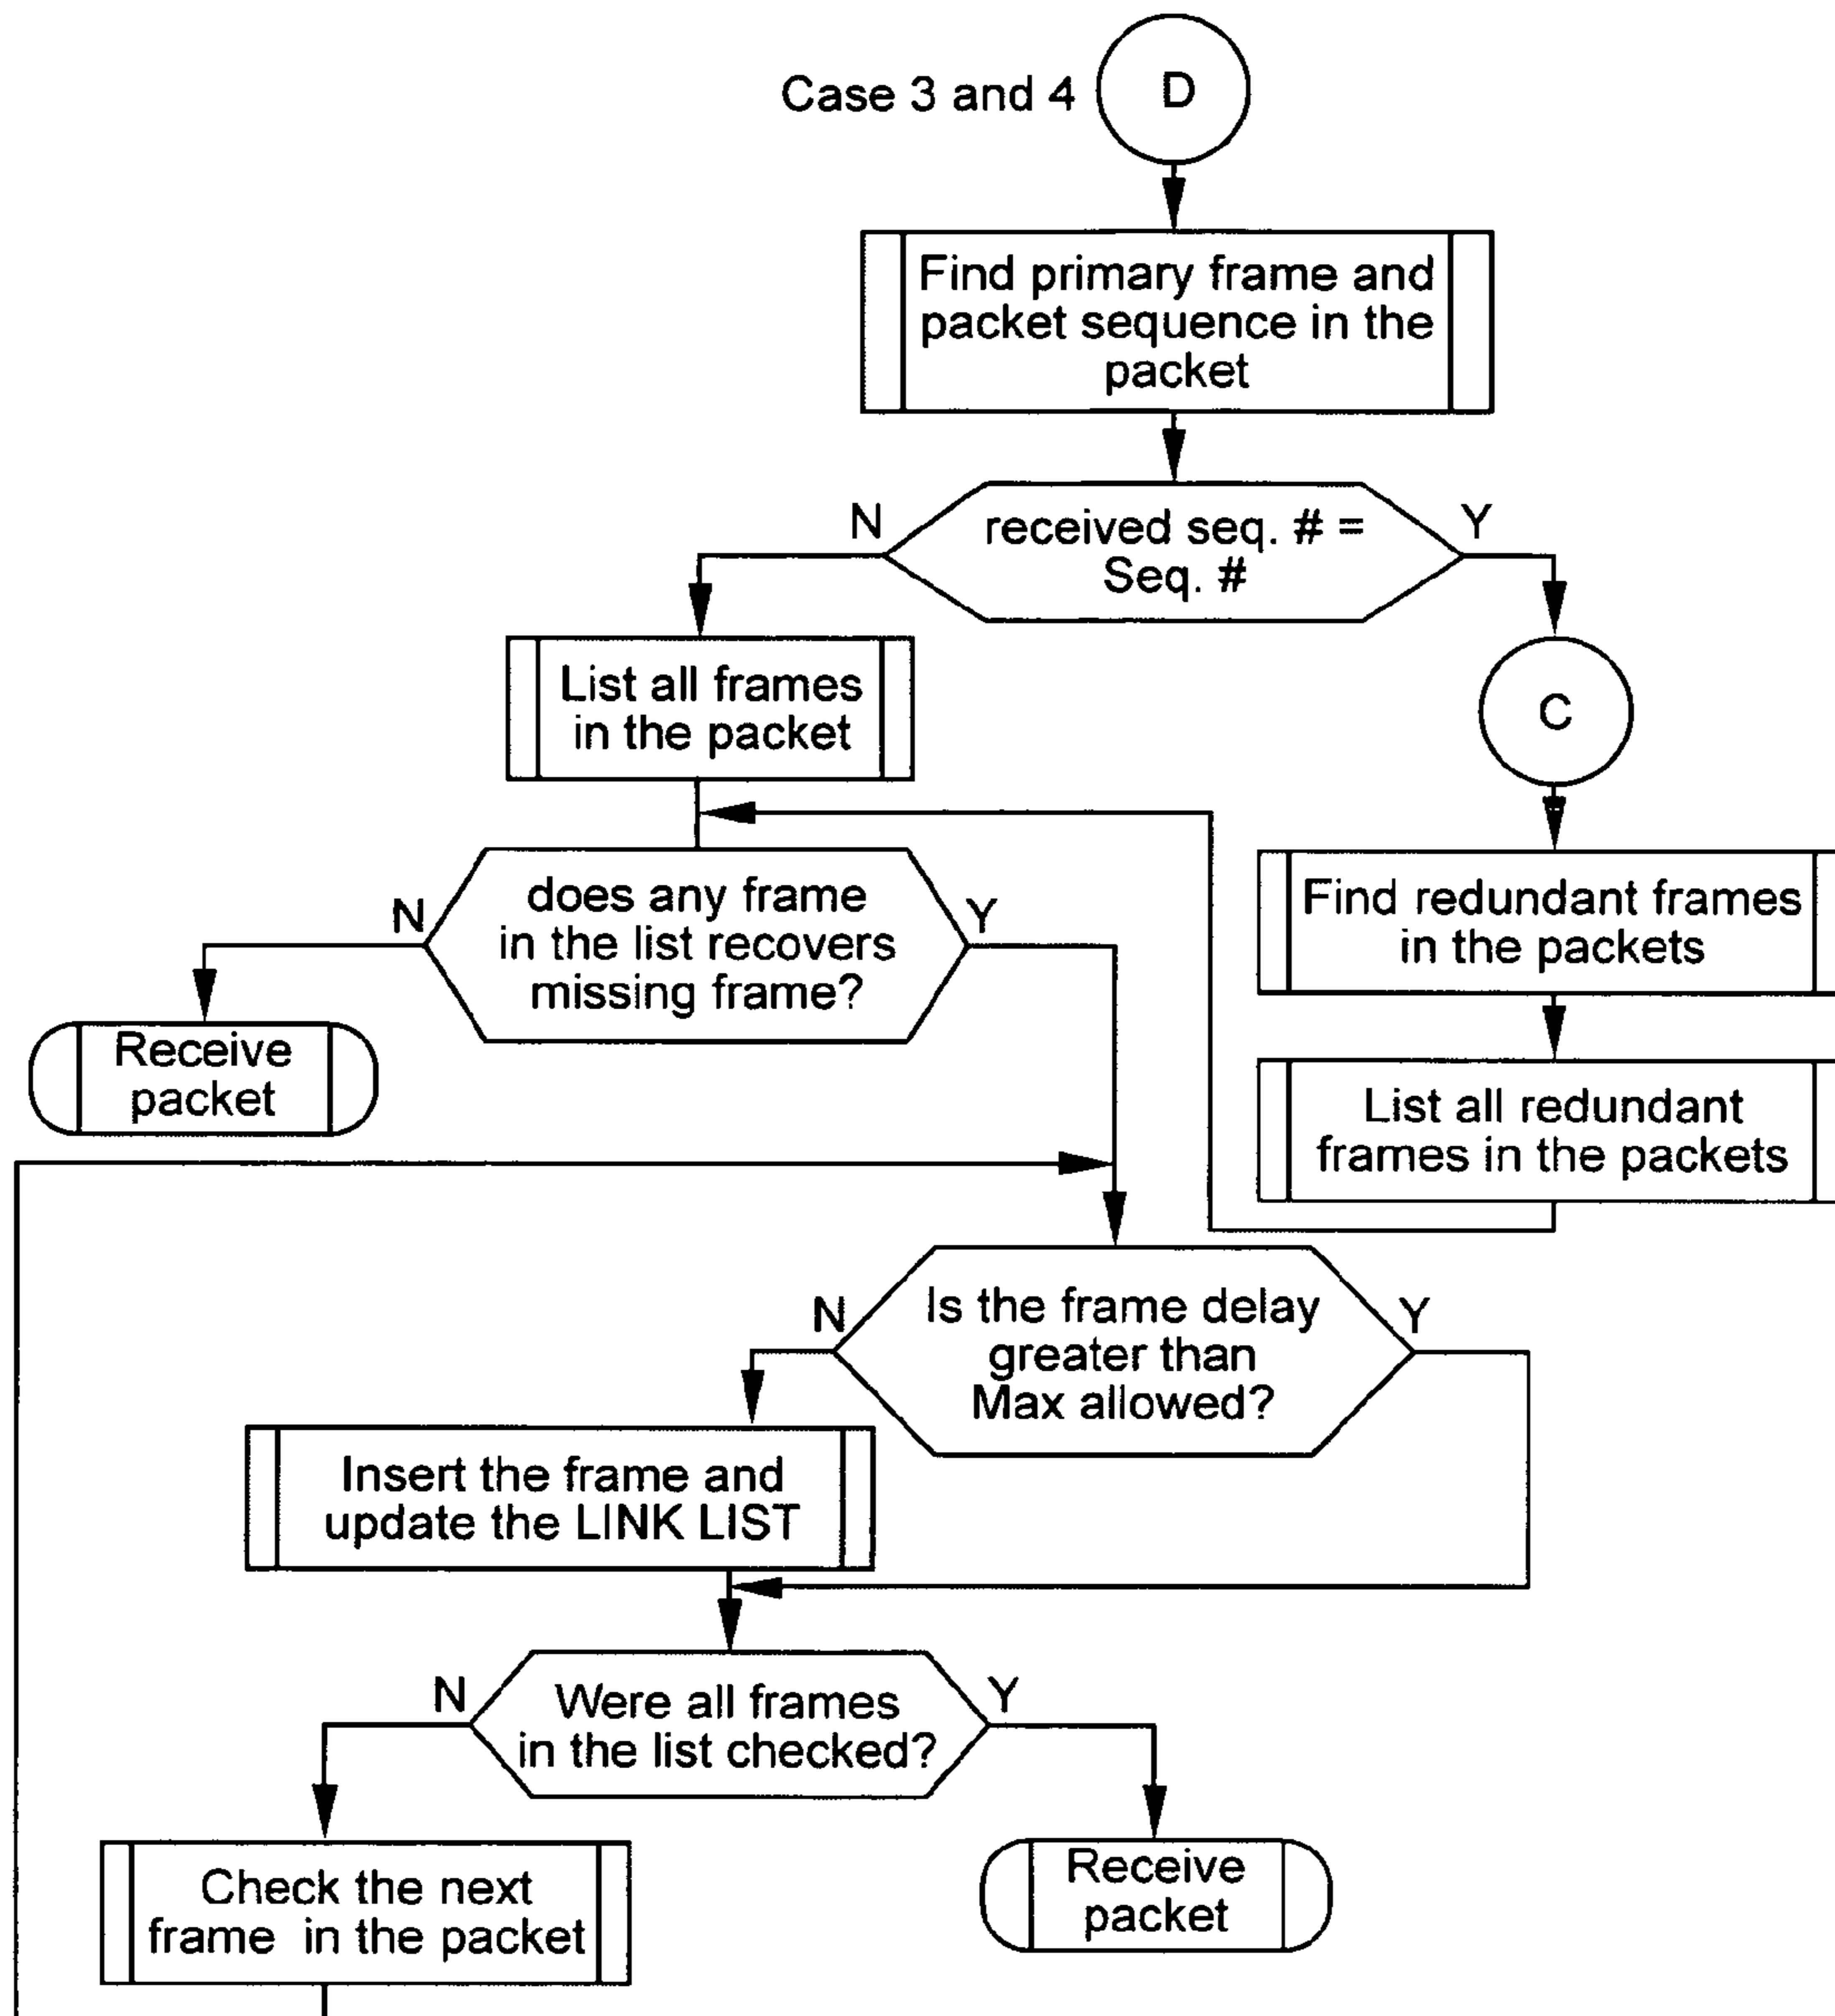 Case 3 and 4
D
Find primary frame and
packet sequence in the
packet
N
received seq. # =
Seq. #
Y
List all frames
in the packet
C
N
does any frame
in the list recovers
missing frame?
Y
Find redundant frames
in the packets
Receive
packet
List all redundant
frames in the packets
N
Is the frame delay
greater than
Max allowed?
Y
Insert the frame and
update the LINK LIST
N
Were all frames
in the list checked?
Y
Check the next
frame in the packet
Receive
packet